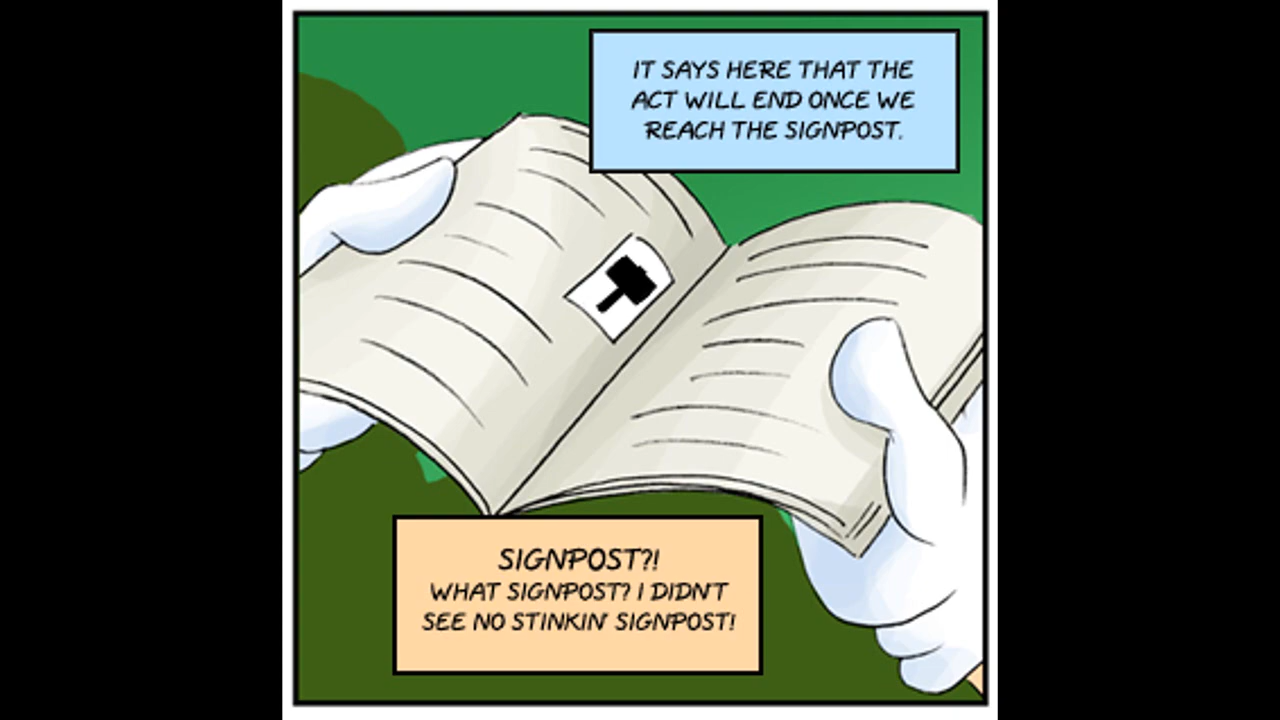 IT SAYS HERE THAT THE
ACT WILL END ONCE WE
REACH THE SIGNPOST.
SIGNPOST?!
WHAT SIGNPOST? I DIDN'T
SEE NO STINKIN' SIGNPOST!